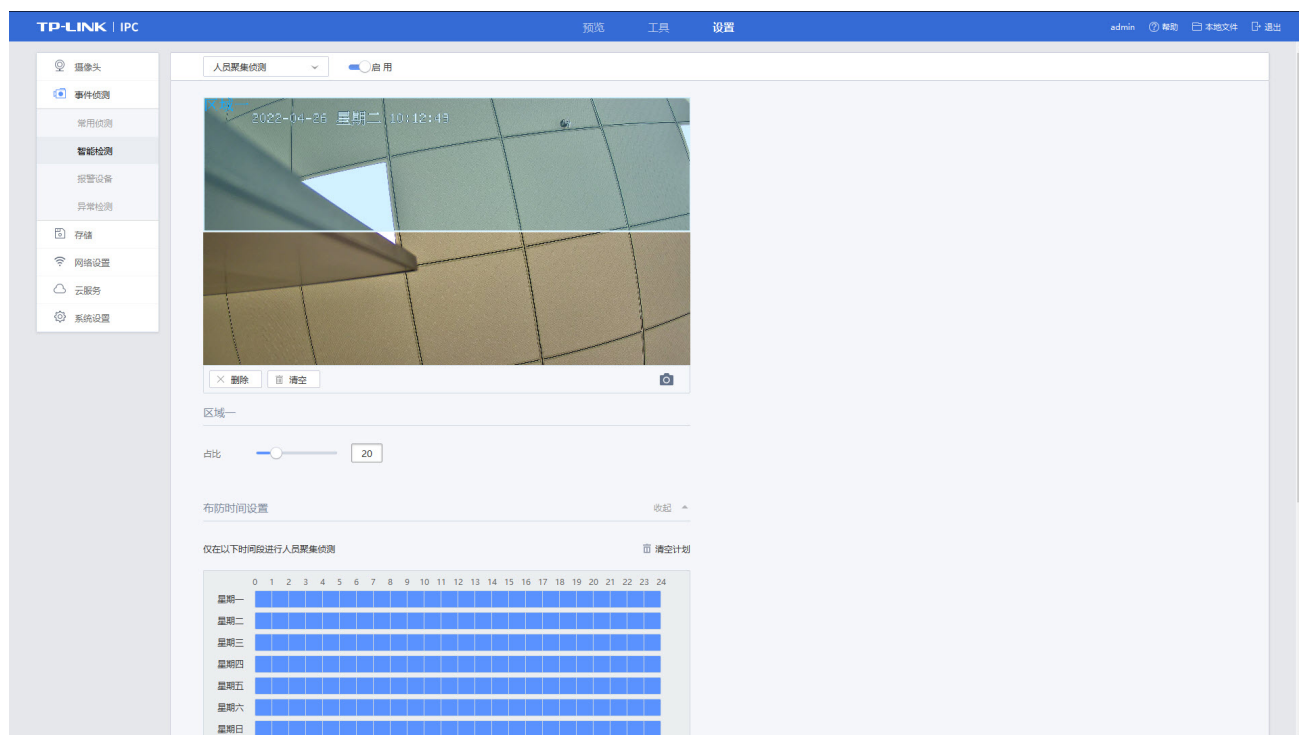 TP-LINK | IPC 预览 工具 设置 admin 帮助 本地文件 退出
摄像头
事件侦测
常用侦测
智能检测
报警设备
异常检测
存储
网络设置
云服务
系统设置
人员聚集侦测 启用
2022-04-26 星期二 10:12:43
删除 清空
区域一
占比 20
布防时间设置 收起
仅在以下时间段进行人员聚集侦测 清空计划
0 1 2 3 4 5 6 7 8 9 10 11 12 13 14 15 16 17 18 19 20 21 22 23 24
星期一
星期二
星期三
星期四
星期五
星期六
星期日